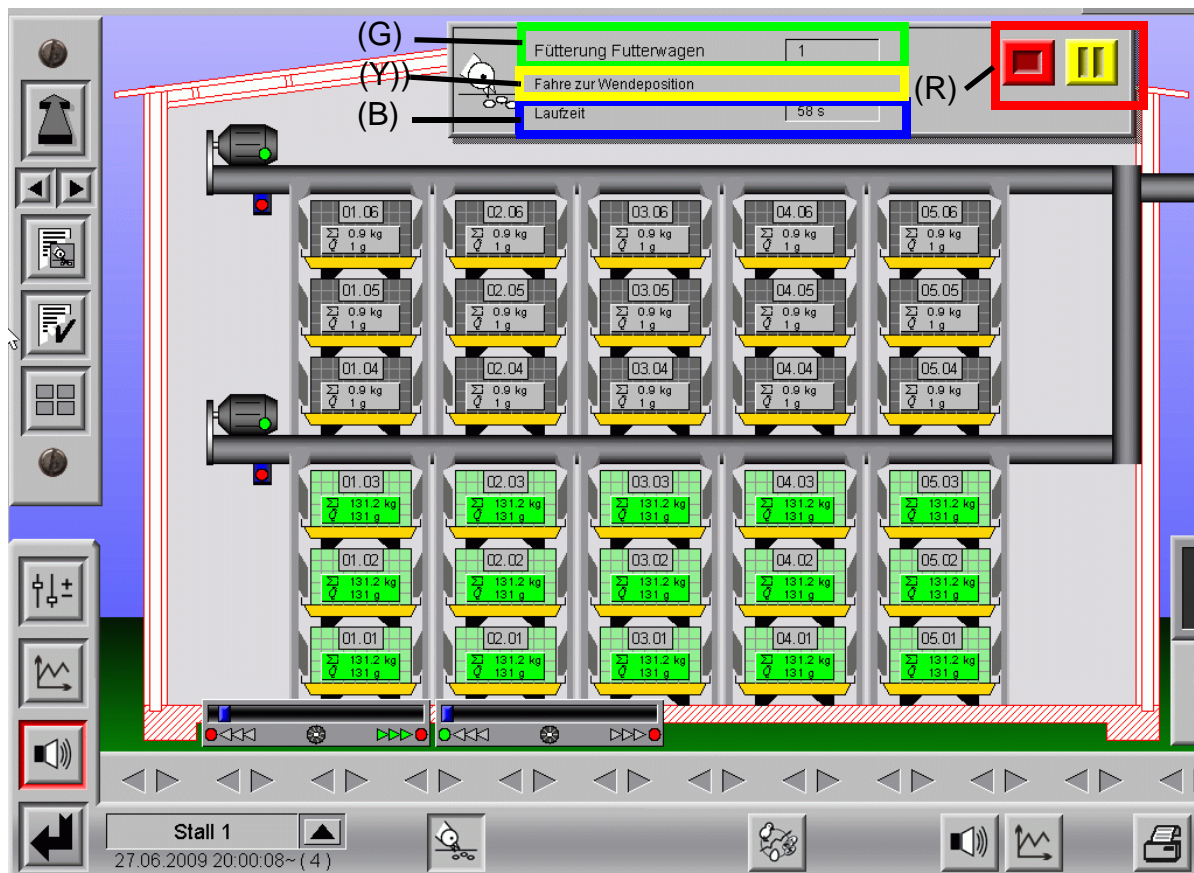 (G)
Fütterung Futterwagen 1
(Y))
Fahre zur Wendeposition
(R)
(B)
Laufzeit 58 s
01.06 02.06 03.06 04.06 05.06
Σ 0.9 kg Σ 0.9 kg Σ 0.9 kg Σ 0.9 kg Σ 0.9 kg
1 g 1 g 1 g 1 g 1 g
01.05 02.05 03.05 04.05 05.05
Σ 0.9 kg Σ 0.9 kg Σ 0.9 kg Σ 0.9 kg Σ 0.9 kg
1 g 1 g 1 g 1 g 1 g
01.04 02.04 03.04 04.04 05.04
Σ 0.9 kg Σ 0.9 kg Σ 0.9 kg Σ 0.9 kg Σ 0.9 kg
1 g 1 g 1 g 1 g 1 g
01.03 02.03 03.03 04.03 05.03
Σ 131.2 kg Σ 131.2 kg Σ 131.2 kg Σ 131.2 kg Σ 131.2 kg
131 g 131 g 131 g 131 g 131 g
01.02 02.02 03.02 04.02 05.02
Σ 131.2 kg Σ 131.2 kg Σ 131.2 kg Σ 131.2 kg Σ 131.2 kg
131 g 131 g 131 g 131 g 131 g
01.01 02.01 03.01 04.01 05.01
Σ 131.2 kg Σ 131.2 kg Σ 131.2 kg Σ 131.2 kg Σ 131.2 kg
131 g 131 g 131 g 131 g 131 g
Stall 1
27.06.2009 20:00:08~ ( 4 )